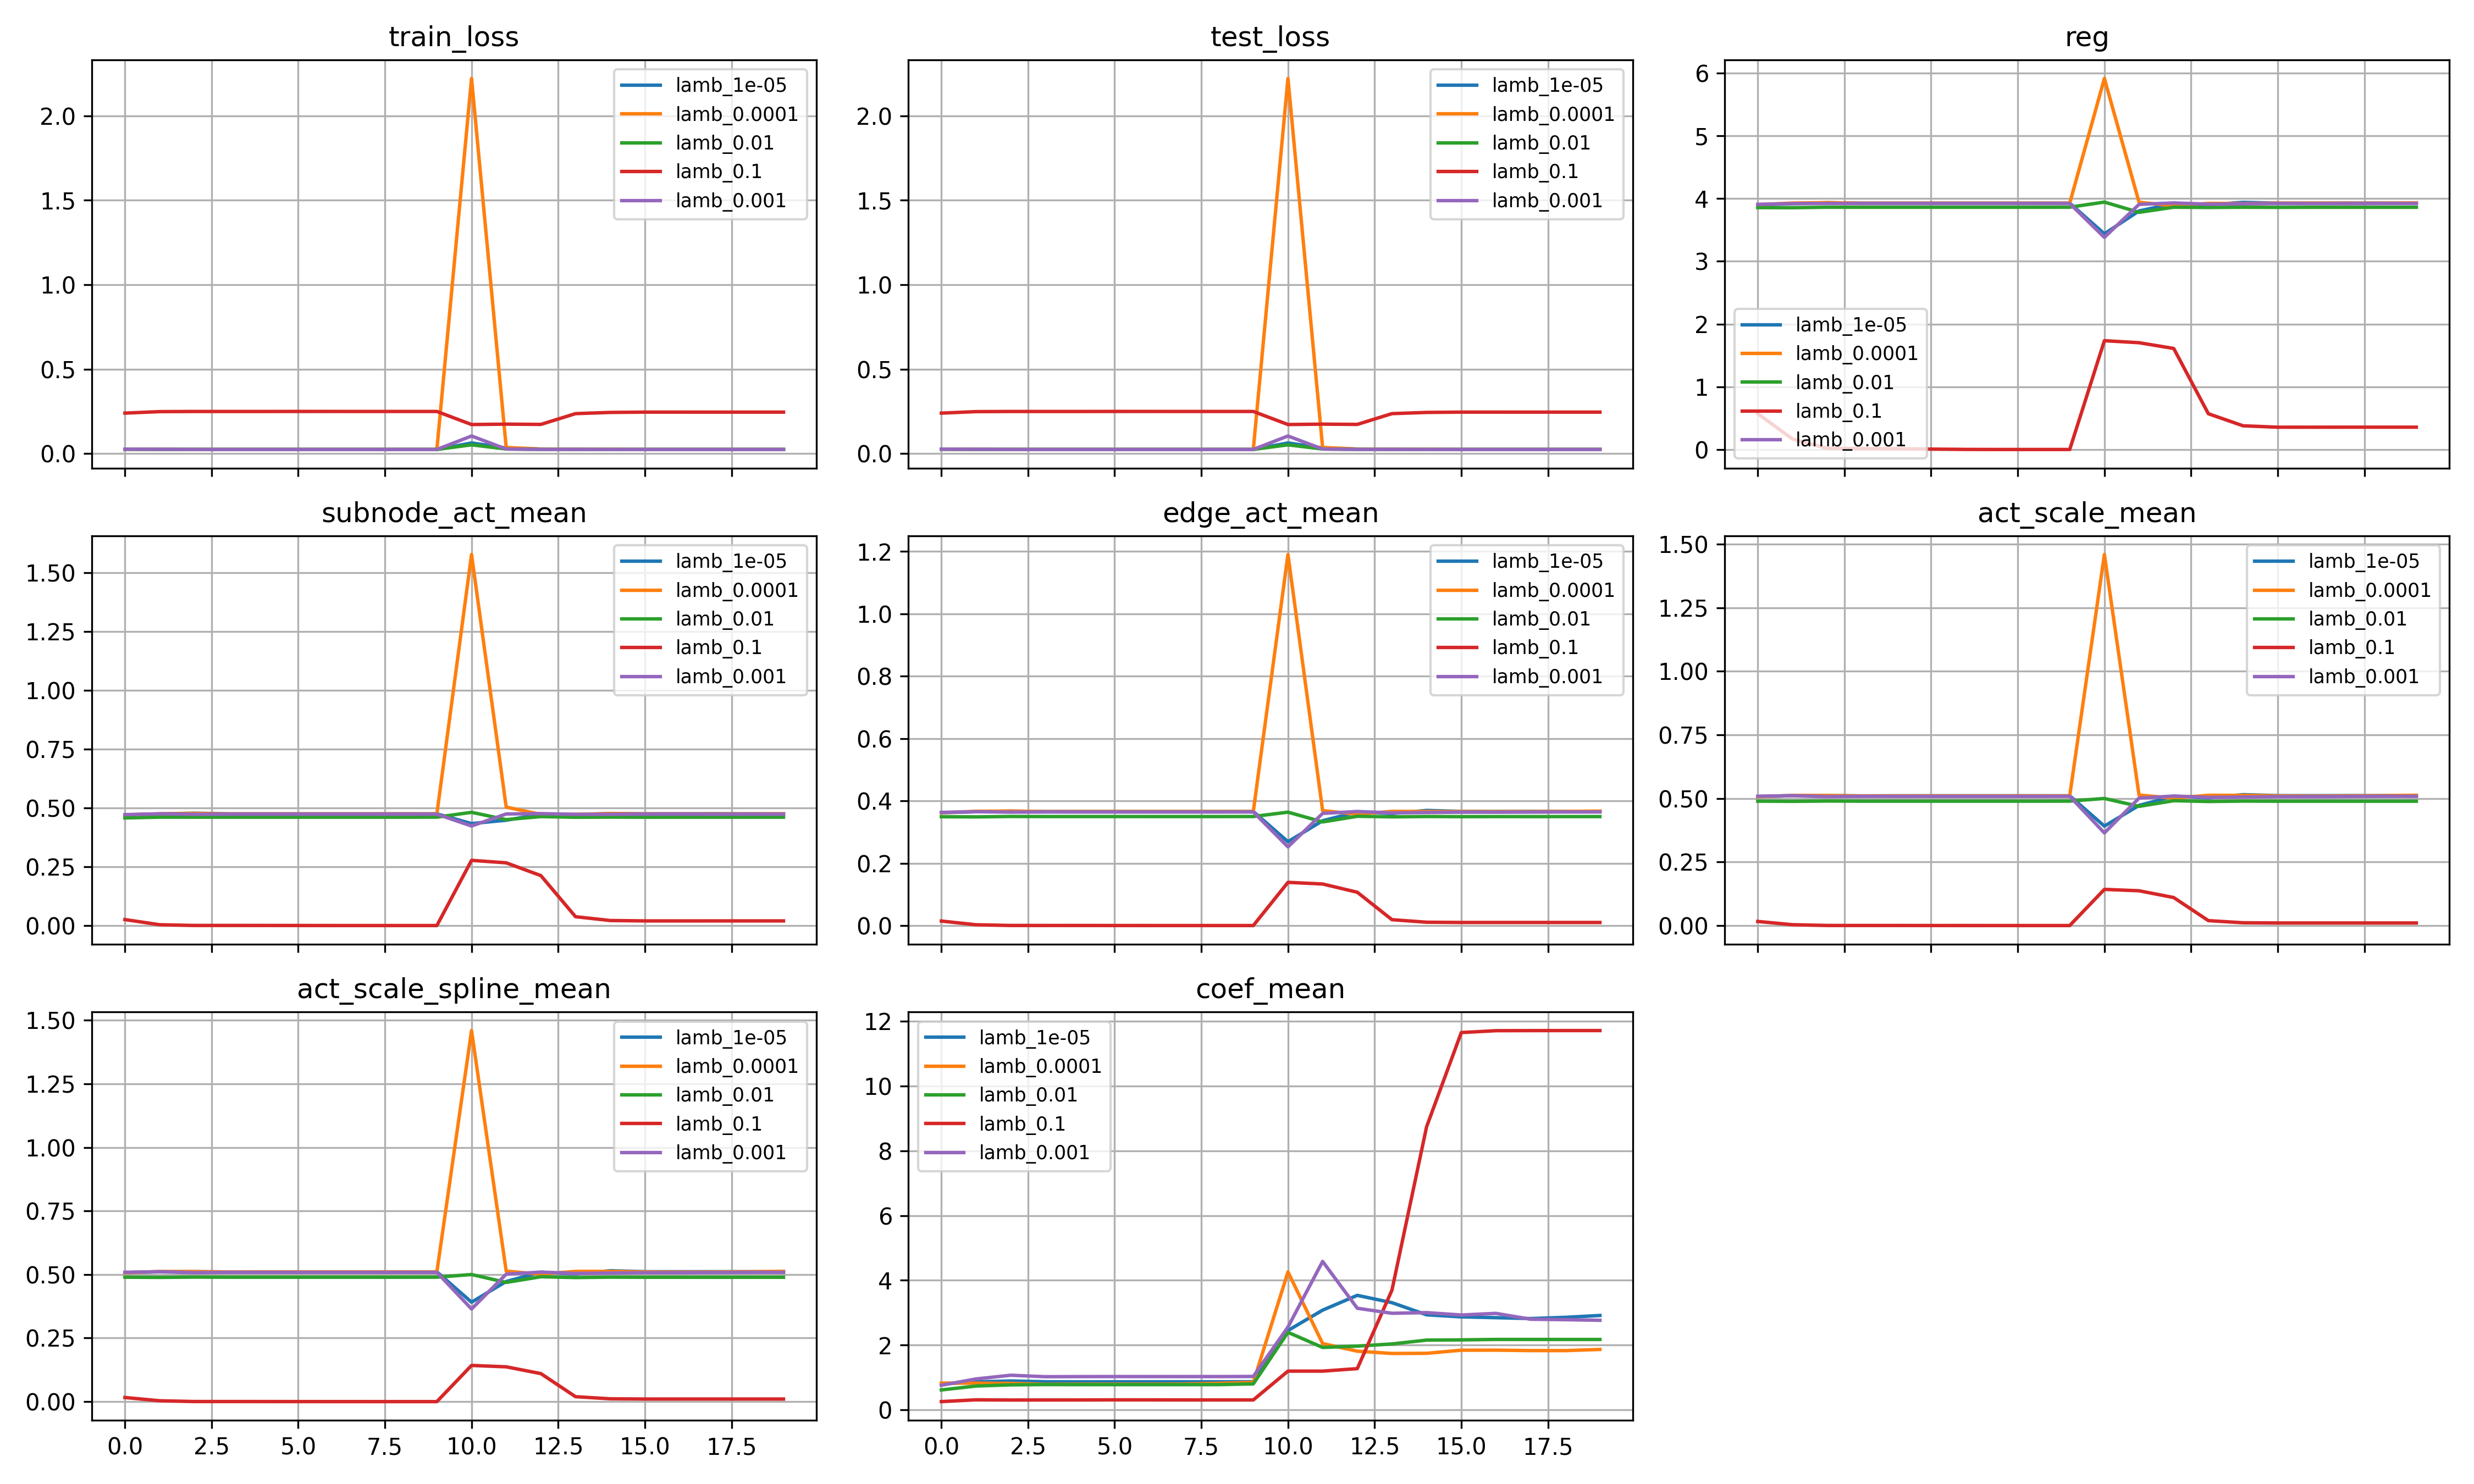 train_loss
2.0
1.5
1.0
0.5
0.0
lamb_1e-05
lamb_0.0001
lamb_0.01
lamb_0.1
lamb_0.001
test_loss
2.0
1.5
1.0
0.5
0.0
lamb_1e-05
lamb_0.0001
lamb_0.01
lamb_0.1
lamb_0.001
reg
6
5
4
3
2
1
0
lamb_1e-05
lamb_0.0001
lamb_0.01
lamb_0.1
lamb_0.001
subnode_act_mean
1.50
1.25
1.00
0.75
0.50
0.25
0.00
lamb_1e-05
lamb_0.0001
lamb_0.01
lamb_0.1
lamb_0.001
edge_act_mean
1.2
1.0
0.8
0.6
0.4
0.2
0.0
lamb_1e-05
lamb_0.0001
lamb_0.01
lamb_0.1
lamb_0.001
act_scale_mean
1.50
1.25
1.00
0.75
0.50
0.25
0.00
lamb_1e-05
lamb_0.0001
lamb_0.01
lamb_0.1
lamb_0.001
act_scale_spline_mean
1.50
1.25
1.00
0.75
0.50
0.25
0.00
lamb_1e-05
lamb_0.0001
lamb_0.01
lamb_0.1
lamb_0.001
0.0 2.5 5.0 7.5 10.0 12.5 15.0 17.5
coef_mean
12
10
8
6
4
2
0
lamb_1e-05
lamb_0.0001
lamb_0.01
lamb_0.1
lamb_0.001
0.0 2.5 5.0 7.5 10.0 12.5 15.0 17.5